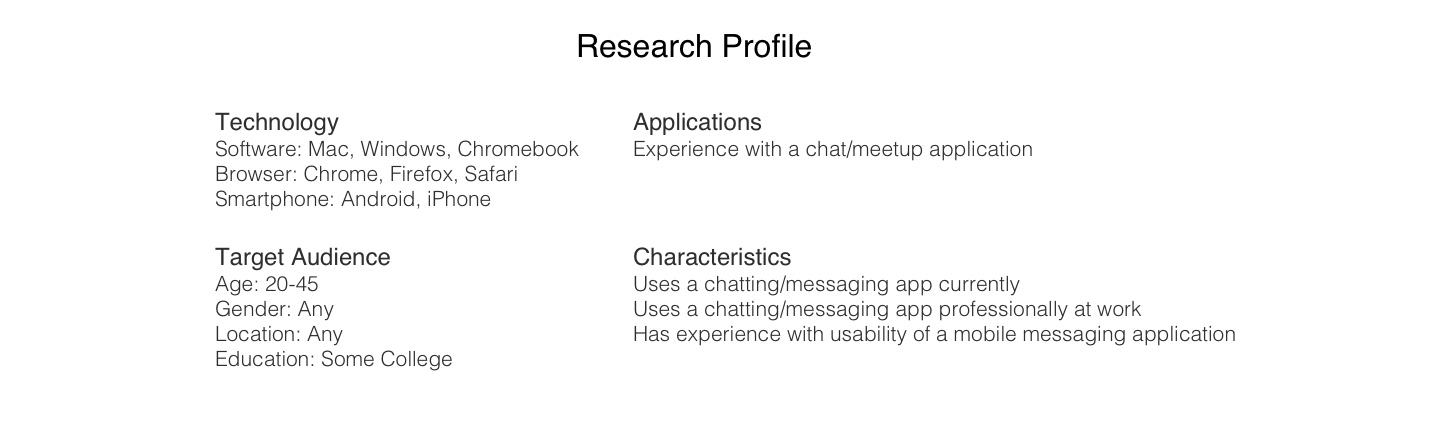 Research Profile
Technology
Software: Mac, Windows, Chromebook
Browser: Chrome, Firefox, Safari
Smartphone: Android, iPhone
Applications
Experience with a chat/meetup application
Target Audience
Age: 20-45
Gender: Any
Location: Any
Education: Some College
Characteristics
Uses a chatting/messaging app currently
Uses a chatting/messaging app professionally at work
Has experience with usability of a mobile messaging application